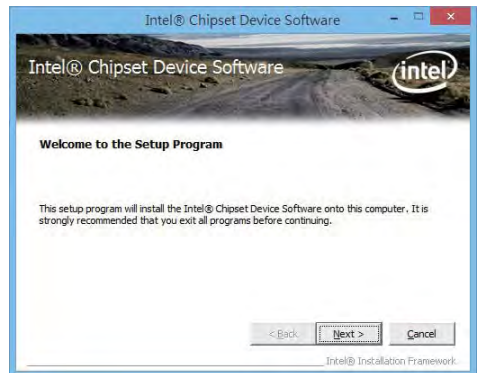 Intel® Chipset Device Software
Intel® Chipset Device Software
intel
Welcome to the Setup Program
This setup program will install the Intel® Chipset Device Software onto this computer. It is
strongly recommended that you exit all programs before continuing.
< Back
Next >
Cancel
Intel® Installation Framework